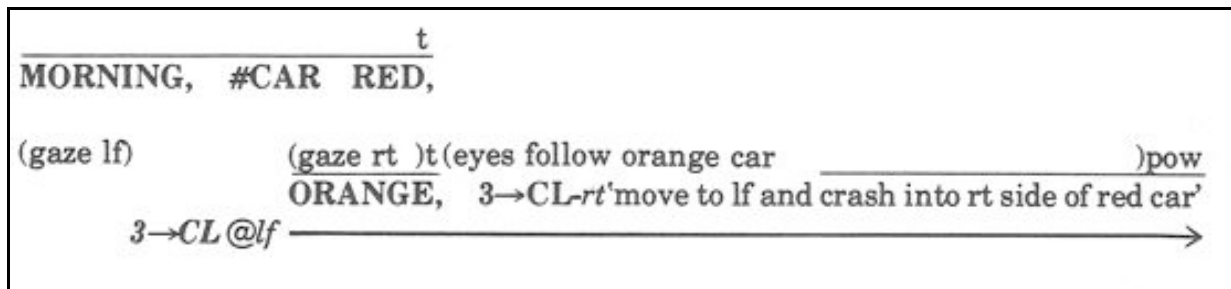 t
MORNING, #CAR RED,
(gaze lf) (gaze rt )t(eyes follow orange car )pow
ORANGE, 3→CL-rt'move to lf and crash into rt side of red car'
3→CL@lf